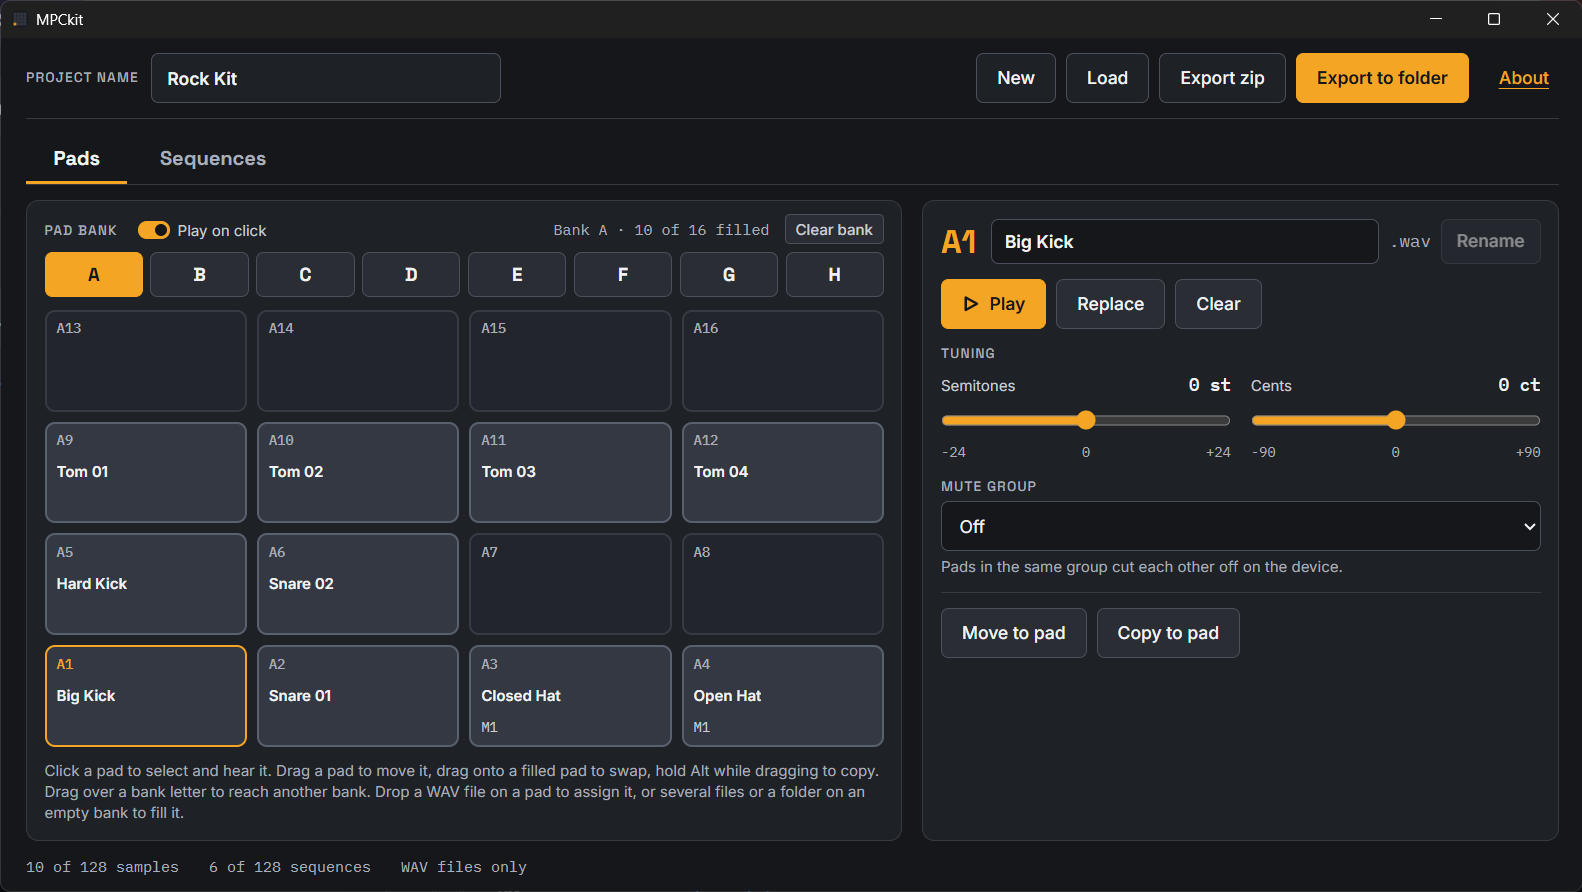 MPCkit
PROJECT NAME
Rock Kit
New
Load
Export zip
Export to folder
About
Pads
Sequences
PAD BANK
Play on click
Bank A · 10 of 16 filled
Clear bank
A
B
C
D
E
F
G
H
A13
A14
A15
A16
A9
Tom 01
A10
Tom 02
A11
Tom 03
A12
Tom 04
A5
Hard Kick
A6
Snare 02
A7
A8
A1
Big Kick
A2
Snare 01
A3
Closed Hat
M1
A4
Open Hat
M1
Click a pad to select and hear it. Drag a pad to move it, drag onto a filled pad to swap, hold Alt while dragging to copy.
Drag over a bank letter to reach another bank. Drop a WAV file on a pad to assign it, or several files or a folder on an
empty bank to fill it.
A1
Big Kick
.wav
Rename
Play
Replace
Clear
TUNING
Semitones
0 st
-24
0
+24
Cents
0 ct
-90
0
+90
MUTE GROUP
Off
Pads in the same group cut each other off on the device.
Move to pad
Copy to pad
10 of 128 samples
6 of 128 sequences
WAV files only